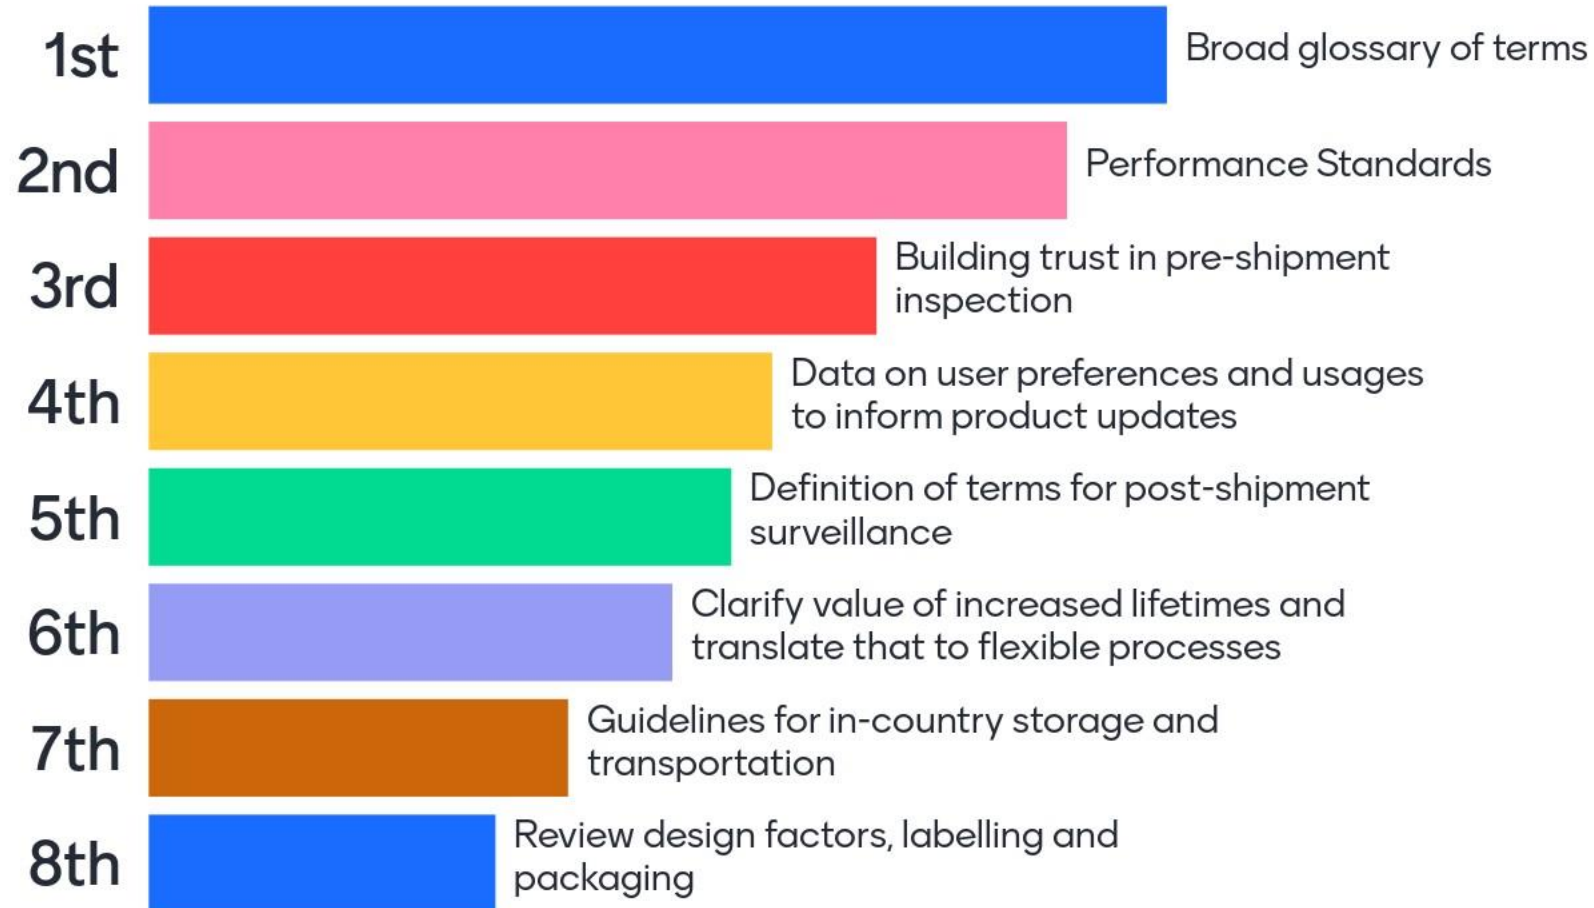 1st
Broad glossary of terms
2nd
Performance Standards
3rd
Building trust in pre-shipment
inspection
4th
Data on user preferences and usages
to inform product updates
5th
Definition of terms for post-shipment
surveillance
6th
Clarify value of increased lifetimes and
translate that to flexible processes
7th
Guidelines for in-country storage and
transportation
8th
Review design factors, labelling and
packaging